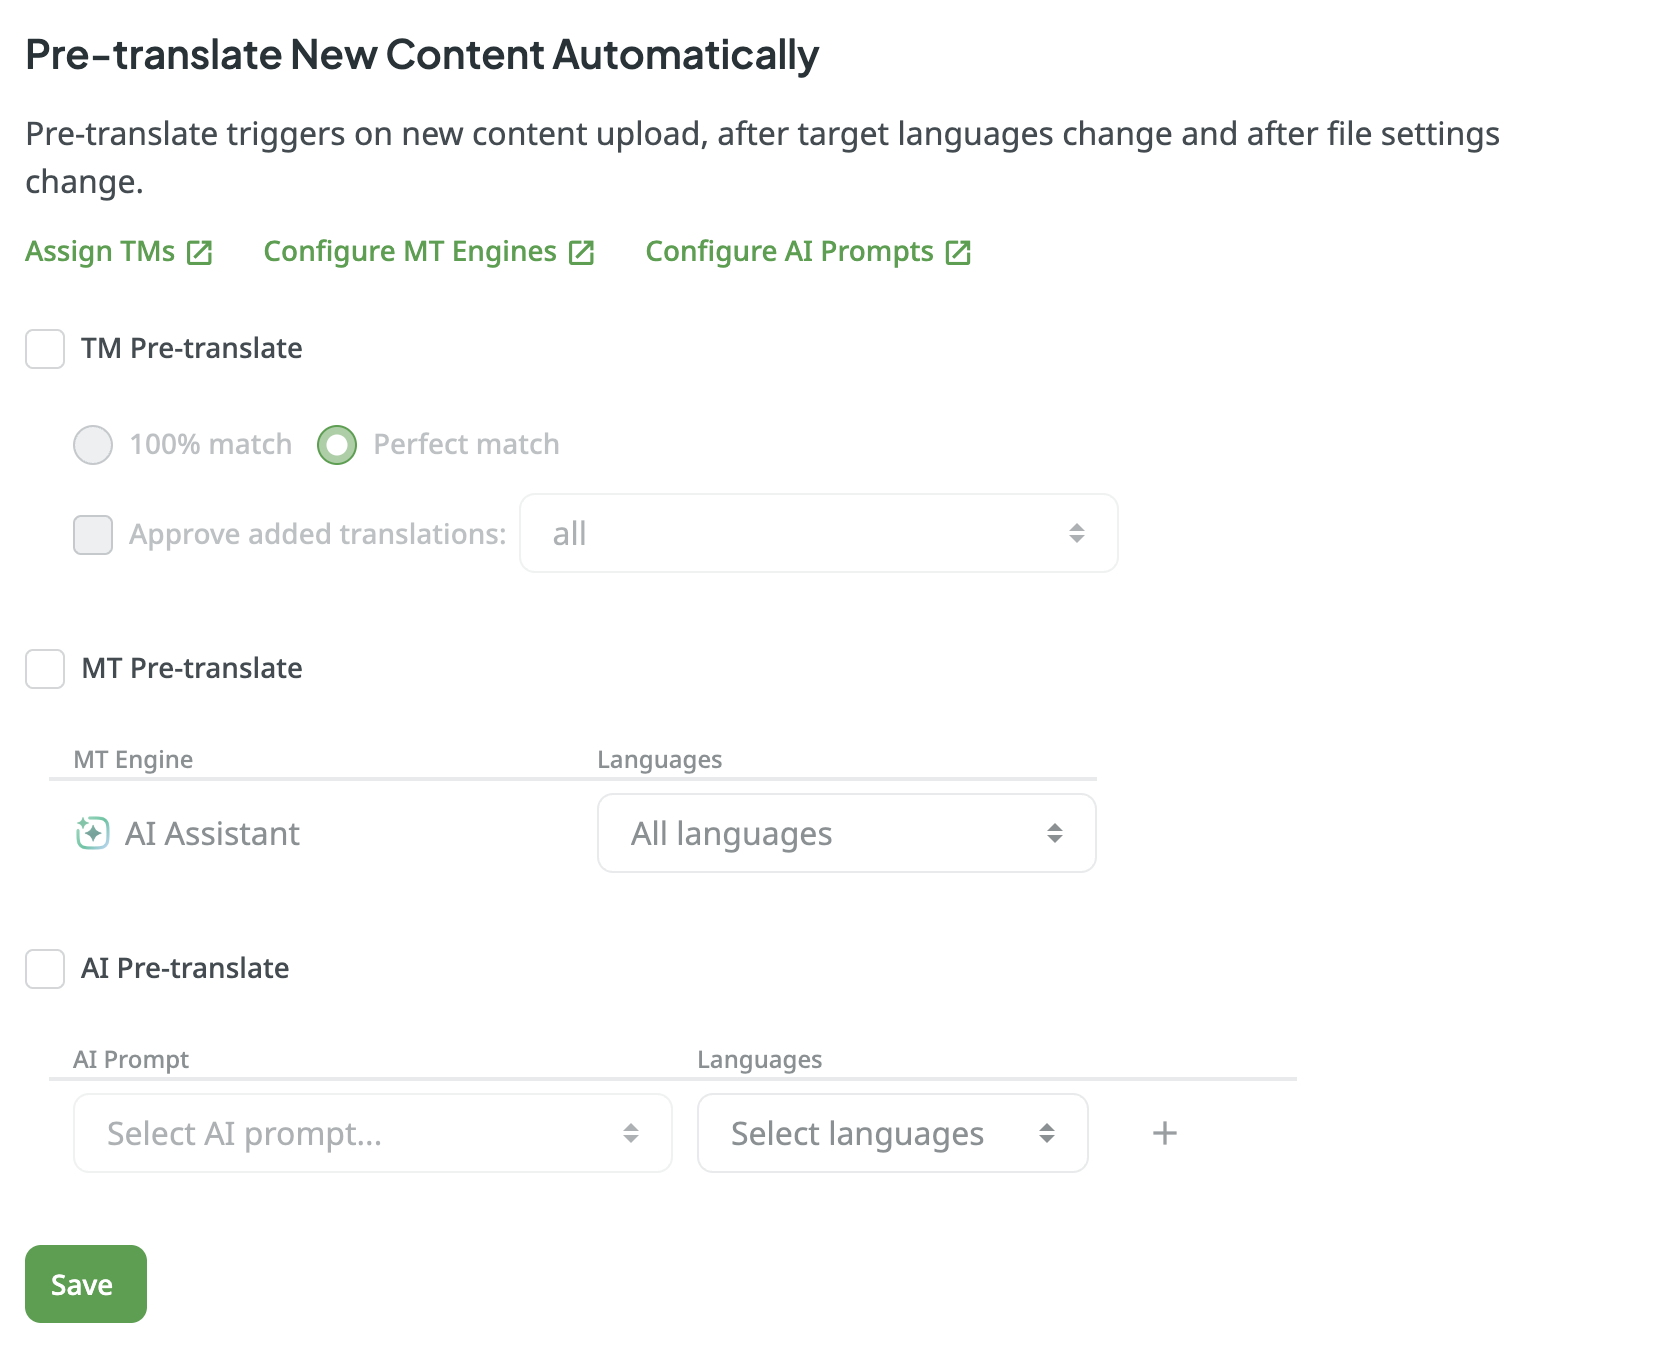 Pre-translate New Content Automatically
Pre-translate triggers on new content upload, after target languages change and after file settings
change.
Assign TMs Configure MT Engines Configure AI Prompts
TM Pre-translate
100% match Perfect match
Approve added translations: all
MT Pre-translate
MT Engine Languages
AI Assistant All languages
AI Pre-translate
AI Prompt Languages
Select AI prompt... Select languages +
Save